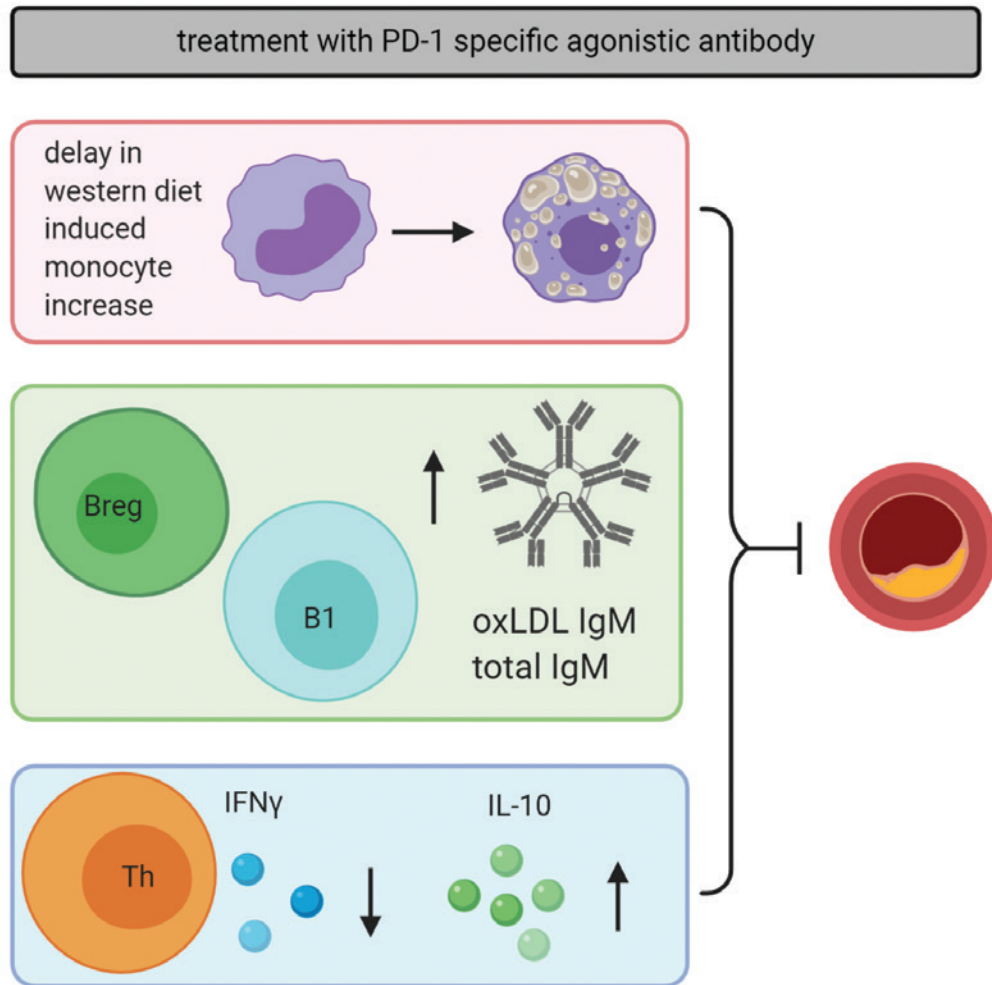 treatment with PD-1 specific agonistic antibody
delay in
western diet
induced
monocyte
increase
Breg
B1
oxLDL IgM
total IgM
Th
IFNγ
IL-10